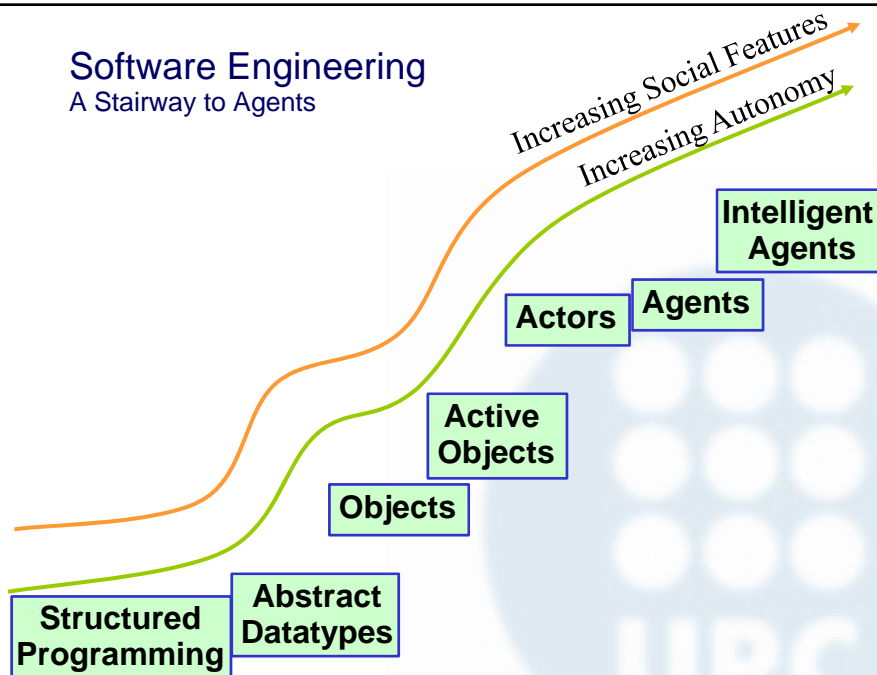 Software Engineering
A Stairway to Agents
Increasing Social Features
Increasing Autonomy
Intelligent
Agents
Agents
Actors
Active
Objects
Objects
Abstract
Datatypes
Structured
Programming
UPC